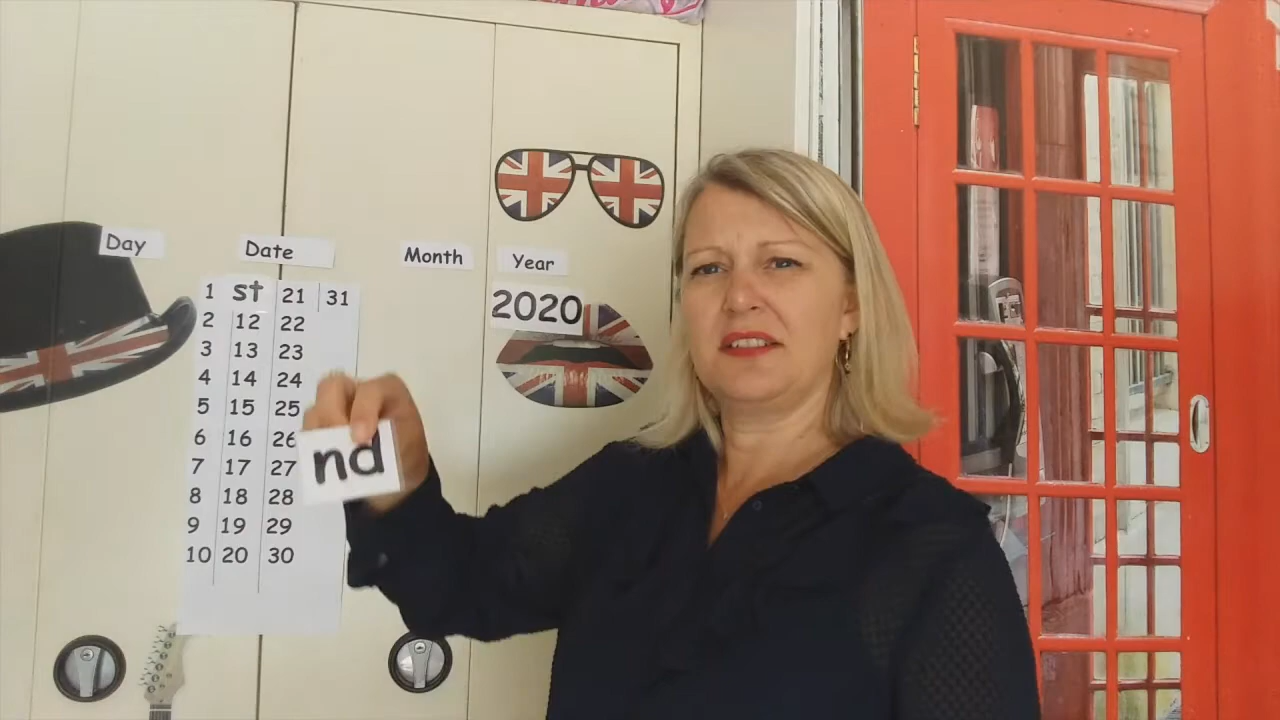 Day Date Month Year
2020
1 st 21 31
2 12 22
3 13 23
4 14 24
5 15 25
6 16 26
7 17 27
8 18 28
9 19 29
10 20 30
nd